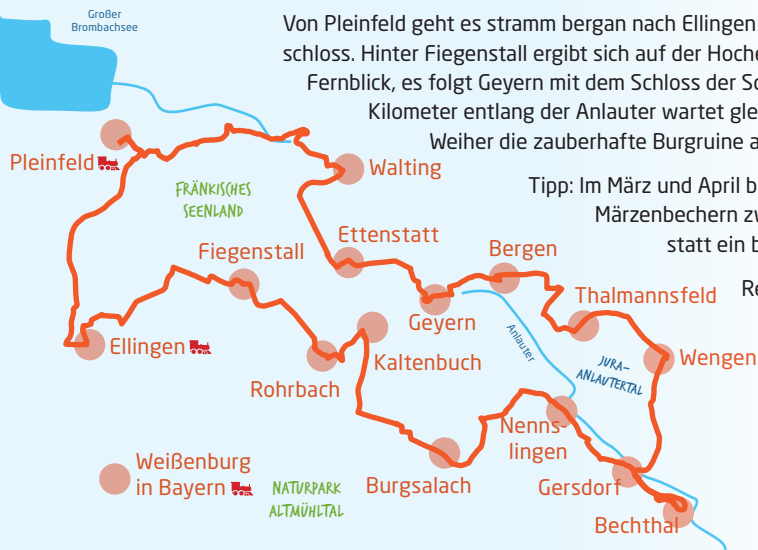 Großer
Brombachsee
Von Pleinfeld geht es stramm bergan nach Ellingen
schloss. Hinter Fiegenstall ergibt sich auf der Hoche
Fernblick, es folgt Geyern mit dem Schloss der Sc
Kilometer entlang der Anlauter wartet gle
Weiher die zauberhafte Burgruine a
Tipp: Im März und April b
Märzenbechern zw
statt ein b
Re
Pleinfeld
Walting
FRÄNKISCHES
SEENLAND
Ettenstatt
Fiegenstall
Bergen
Thalmannsfeld
Geyern
Anlauter
Ellingen
Kaltenbuch
Wengen
JURA-
ANLAUTERTAL
Rohrbach
Nenns-
lingen
Weißenburg
in Bayern
NATURPARK
ALTMÜHLTAL
Burgsalach
Gersdorf
Bechthal